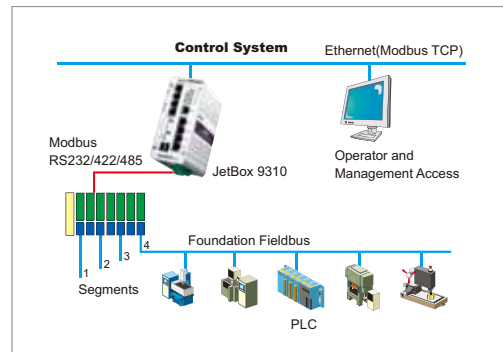 Control System
Ethernet(Modbus TCP)
Modbus
RS232/422/485
JetBox 9310
Operator and
Management Access
1
2
3
4
Foundation Fieldbus
Segments
PLC